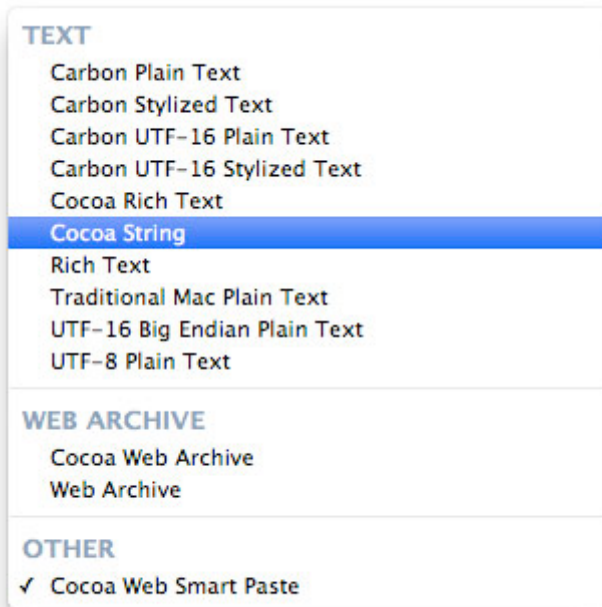 TEXT
Carbon Plain Text
Carbon Stylized Text
Carbon UTF-16 Plain Text
Carbon UTF-16 Stylized Text
Cocoa Rich Text
Cocoa String
Rich Text
Traditional Mac Plain Text
UTF-16 Big Endian Plain Text
UTF-8 Plain Text
WEB ARCHIVE
Cocoa Web Archive
Web Archive
OTHER
✓ Cocoa Web Smart Paste